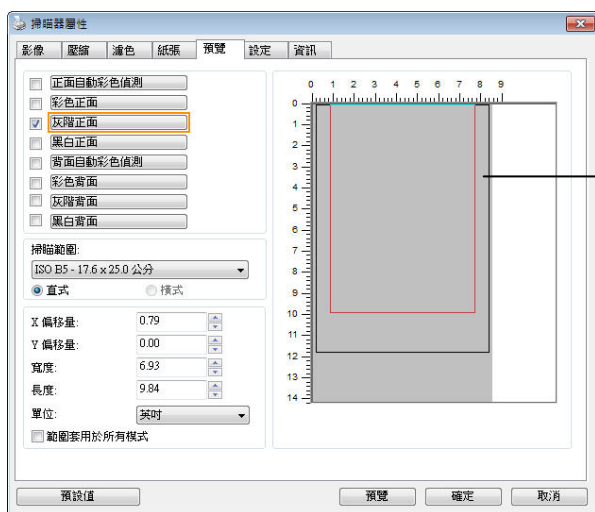 掃瞄器屬性
影像 壓縮 濾色 紙張 預覽 設定 資訊
正面自動彩色偵測
彩色正面
灰階正面
黑白正面
背面自動彩色偵測
彩色背面
灰階背面
黑白背面
掃瞄範圍:
ISO B5 - 17.6 x 25.0 公分
直式 橫式
X 偏移量: 0.79
Y 偏移量: 0.00
寬度: 6.93
長度: 9.84
單位: 英吋
範圍套用於所有模式
0 1 2 3 4 5 6 7 8 9
0
1
2
3
4
5
6
7
8
9
10
11
12
13
14
預設值 預覽 確定 取消